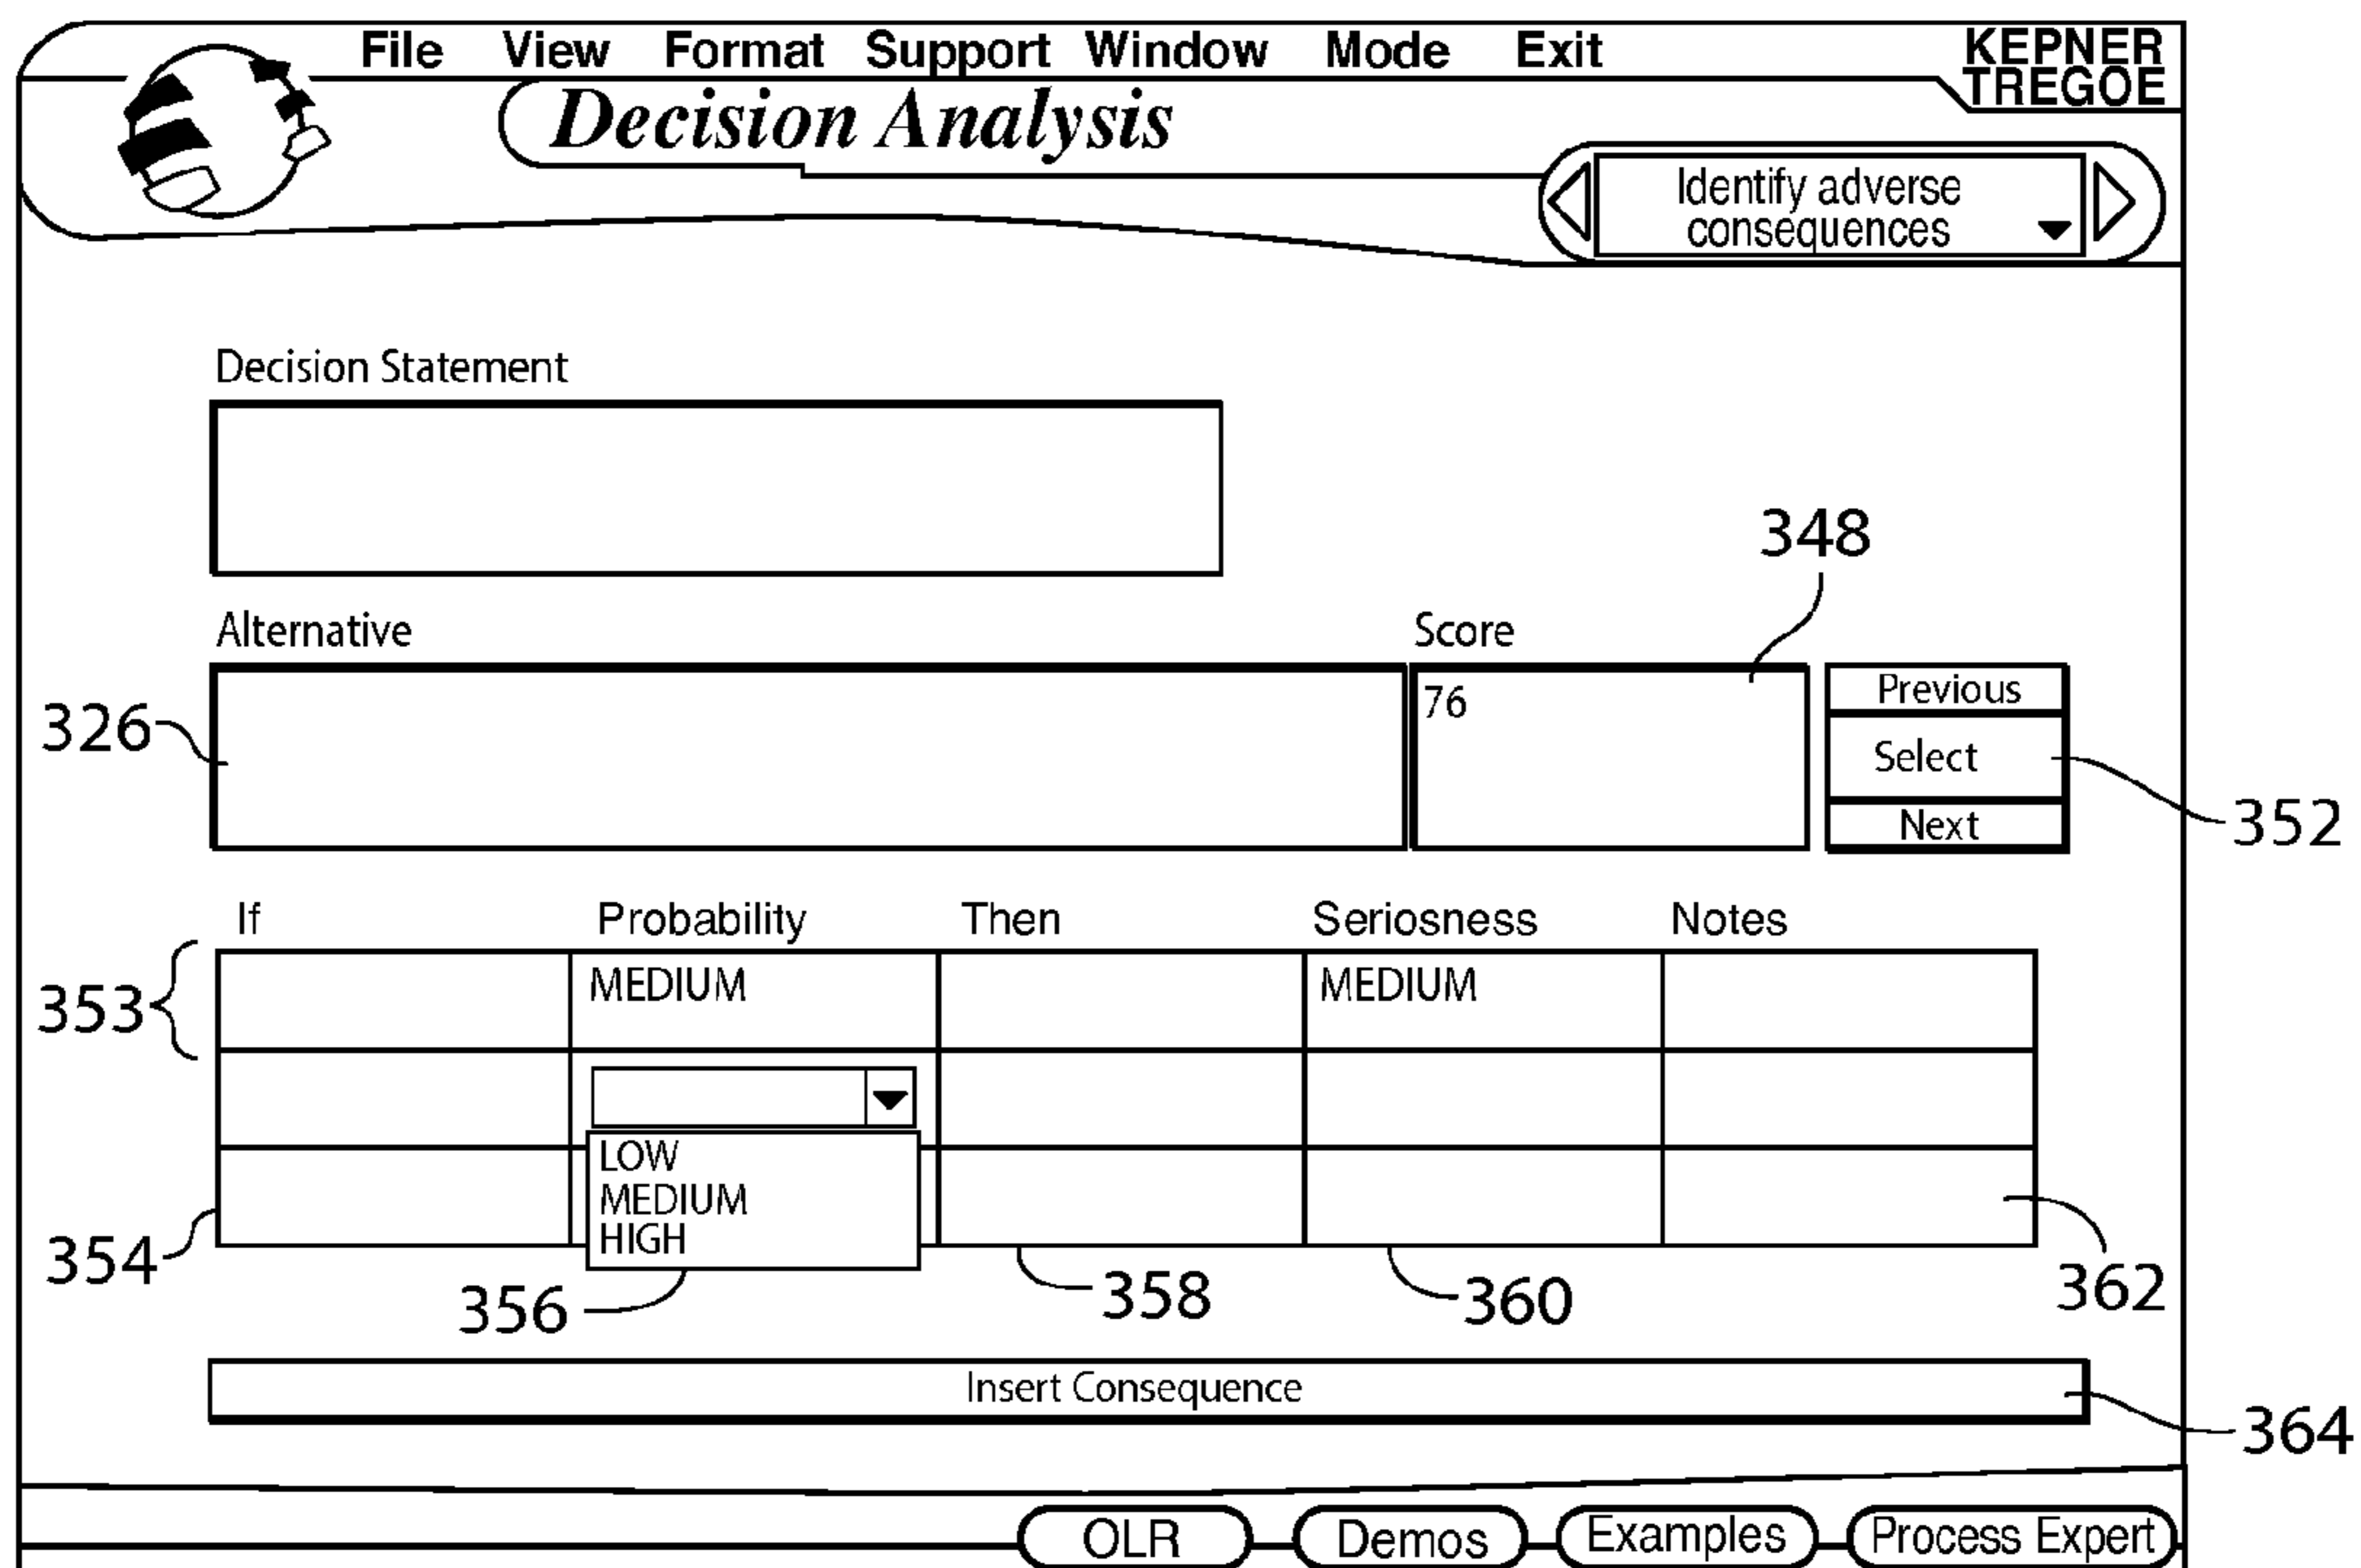 File View Format Support Window Mode Exit
KEPNER
TREGOE
Decision Analysis
Identify adverse
consequences
Decision Statement
348
Alternative
Score
326
76
Previous
Select
Next
352
If Probability Then Seriosness Notes
353
MEDIUM MEDIUM
LOW
MEDIUM
HIGH
354
356
358
360
362
Insert Consequence
364
OLR Demos Examples Process Expert